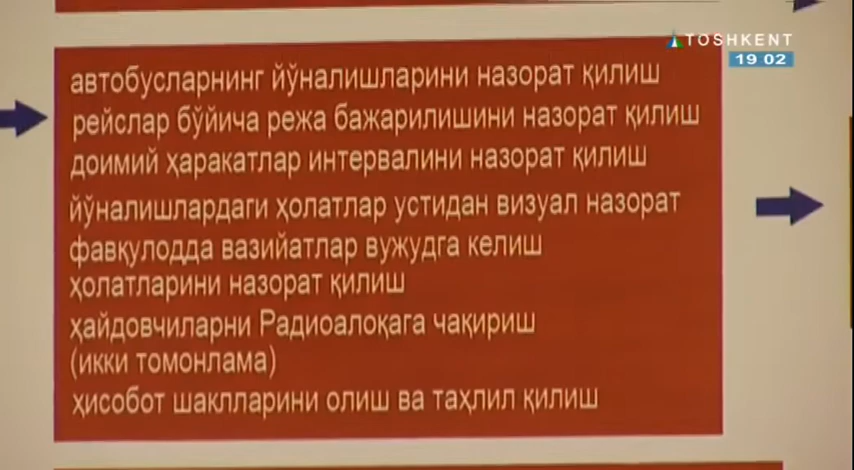 TOSHKENT
19 02
автобусларнинг йўналишларини назорат қилиш
рейслар бўйича режа бажарилишини назорат қилиш
доимий ҳаракатлар интервалини назорат қилиш
йўналишлардаги ҳолатлар устидан визуал назорат
фавқулодда вазийатлар вужудга келиш
ҳолатларини назорат қилиш
ҳайдовчиларни Радиоалоқага чақириш
(икки томонлама)
ҳисобот шаклларини олиш ва таҳлил қилиш